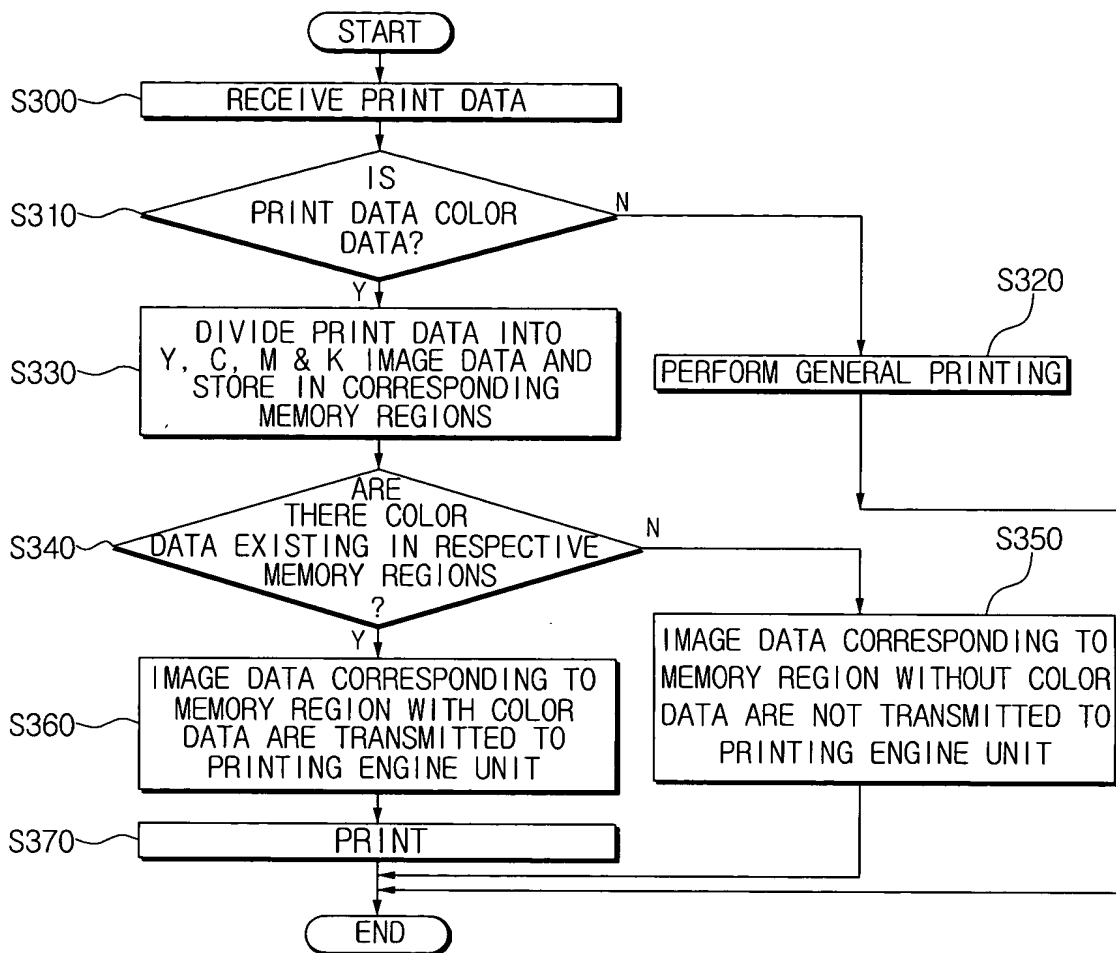 START
S300
RECEIVE PRINT DATA
S310
IS
PRINT DATA COLOR
DATA?
N
Y
S320
PERFORM GENERAL PRINTING
S330
DIVIDE PRINT DATA INTO
Y, C, M & K IMAGE DATA AND
STORE IN CORRESPONDING
MEMORY REGIONS
S340
ARE
THERE COLOR
DATA EXISTING IN RESPECTIVE
MEMORY REGIONS
?
N
Y
S350
IMAGE DATA CORRESPONDING TO
MEMORY REGION WITHOUT COLOR
DATA ARE NOT TRANSMITTED TO
PRINTING ENGINE UNIT
S360
IMAGE DATA CORRESPONDING TO
MEMORY REGION WITH COLOR
DATA ARE TRANSMITTED TO
PRINTING ENGINE UNIT
S370
PRINT
END